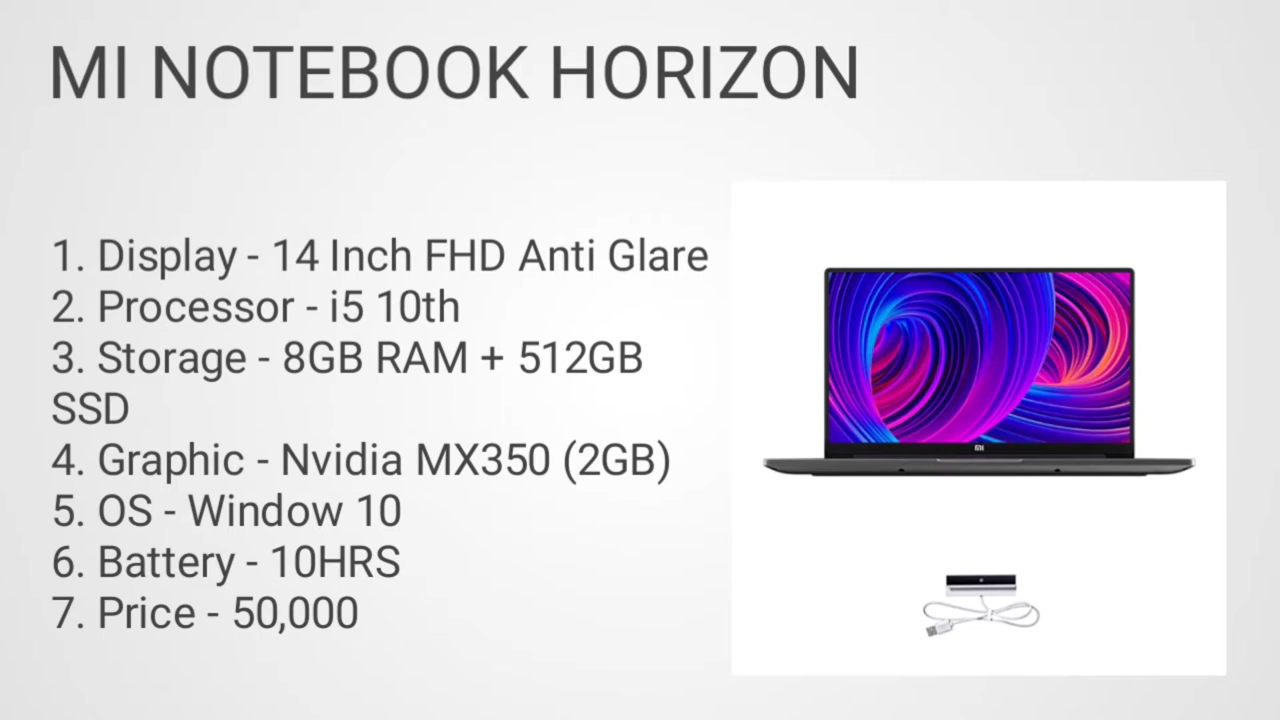 MI NOTEBOOK HORIZON
1. Display - 14 Inch FHD Anti Glare
2. Processor - i5 10th
3. Storage - 8GB RAM + 512GB
SSD
4. Graphic - Nvidia MX350 (2GB)
5. OS - Window 10
6. Battery - 10HRS
7. Price - 50,000
mi